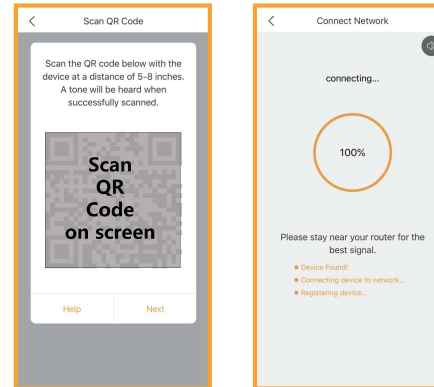 Scan QR Code
Scan the QR code below with the
device at a distance of 5-8 inches.
A tone will be heard when
successfully scanned.
Scan
QR
Code
on screen
Help
Next
Connect Network
connecting...
100%
Please stay near your router for the
best signal.
Device Found!
Connecting device to network...
Registering device...